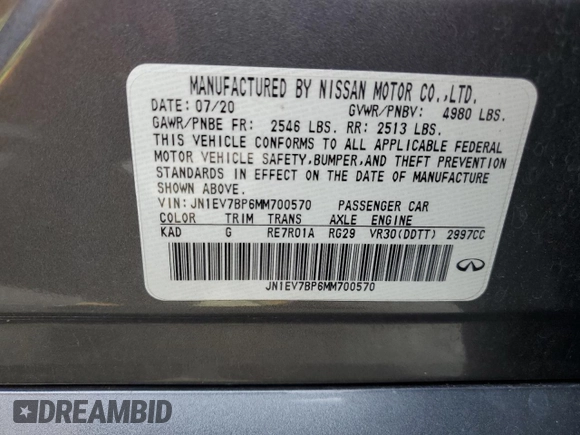 MANUFACTURED BY NISSAN MOTOR CO.,LTD.
DATE: 07/20 GVWR/PNBV: 4980 LBS.
GAWR/PNBE FR: 2546 LBS. RR: 2513 LBS.
THIS VEHICLE CONFORMS TO ALL APPLICABLE FEDERAL
MOTOR VEHICLE SAFETY,BUMPER,AND THEFT PREVENTION
STANDARDS IN EFFECT ON THE DATE OF MANUFACTURE
SHOWN ABOVE.
VIN: JN1EV7BP6MM700570 PASSENGER CAR
COLOR TRIM TRANS AXLE ENGINE
KAD G RE7R01A RG29 VR30(DDTT) 2997CC
JN1EV7BP6MM700570
DREAMBID